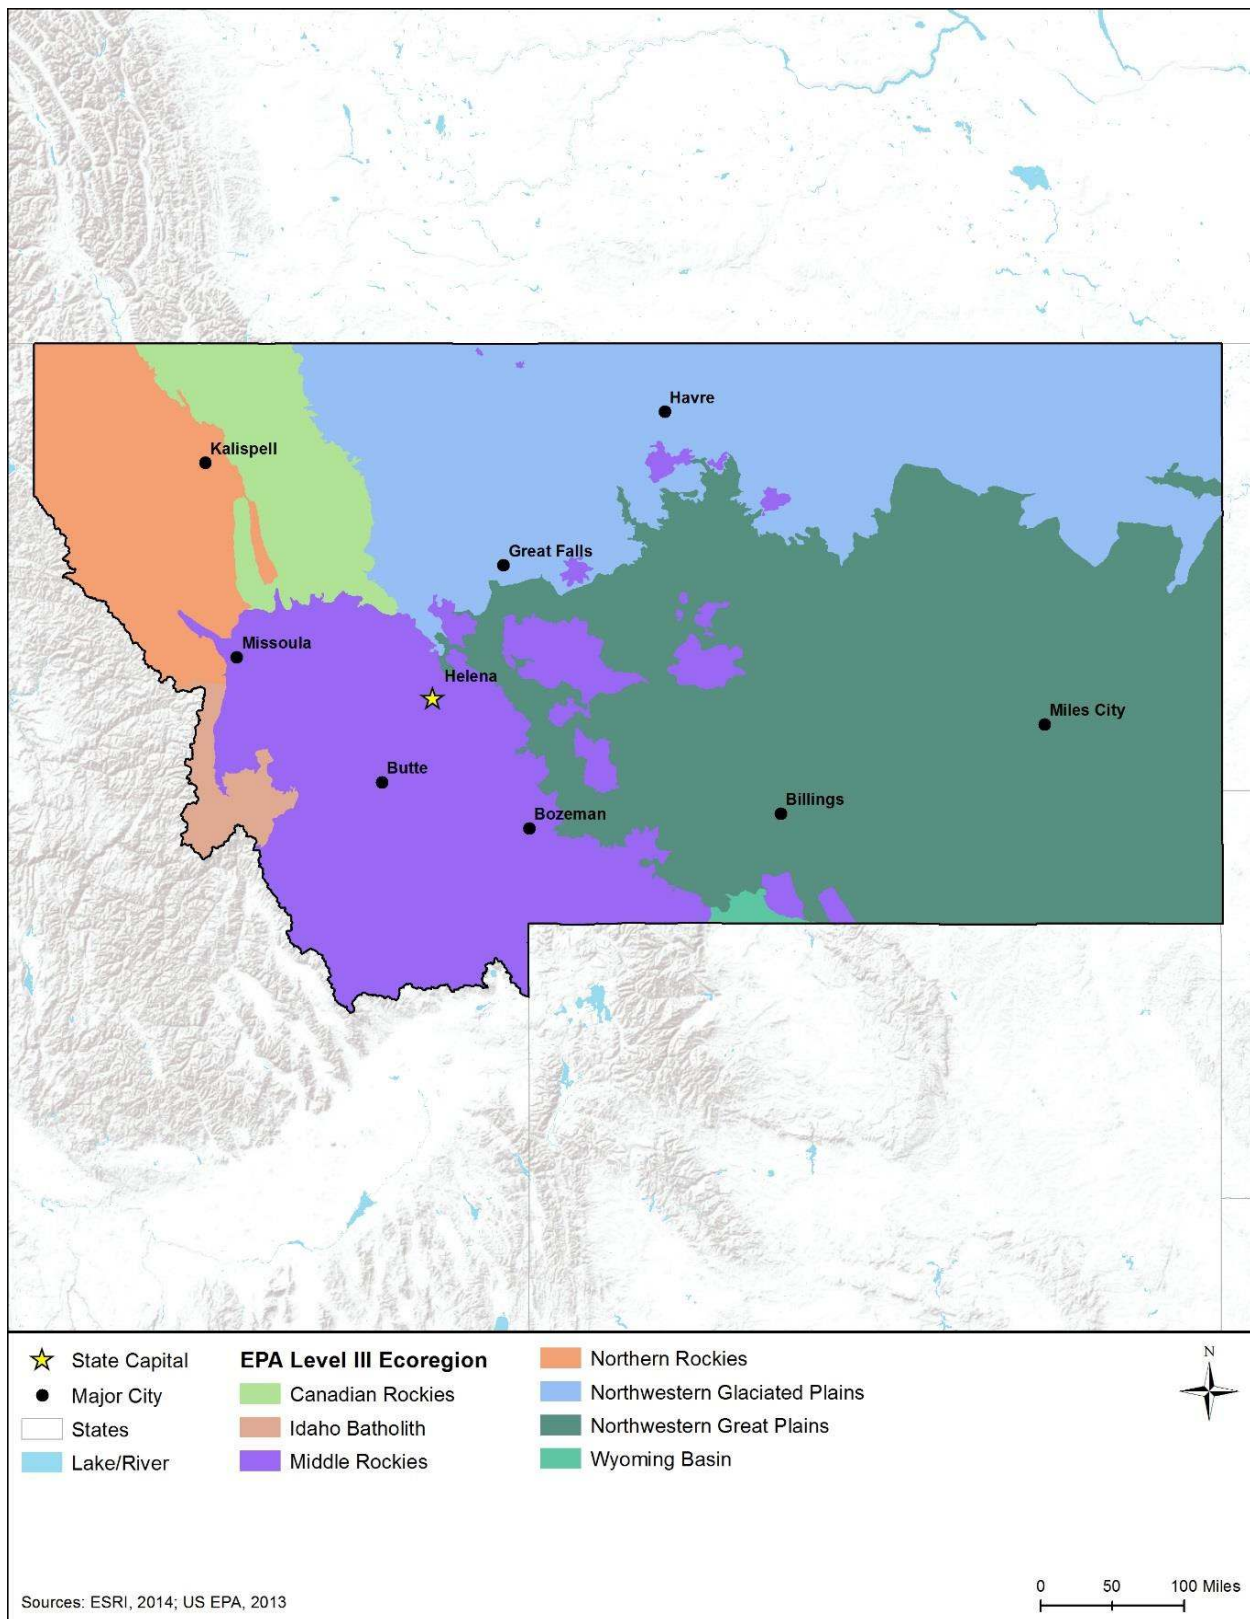 Havre
Kalispell
Great Falls
Missoula
Helena
Miles City
Butte
Billings
Bozeman
State Capital
Major City
States
Lake/River
EPA Level III Ecoregion
Canadian Rockies
Idaho Batholith
Middle Rockies
Northern Rockies
Northwestern Glaciated Plains
Northwestern Great Plains
Wyoming Basin
N
Sources: ESRI, 2014; US EPA, 2013
0 50 100 Miles